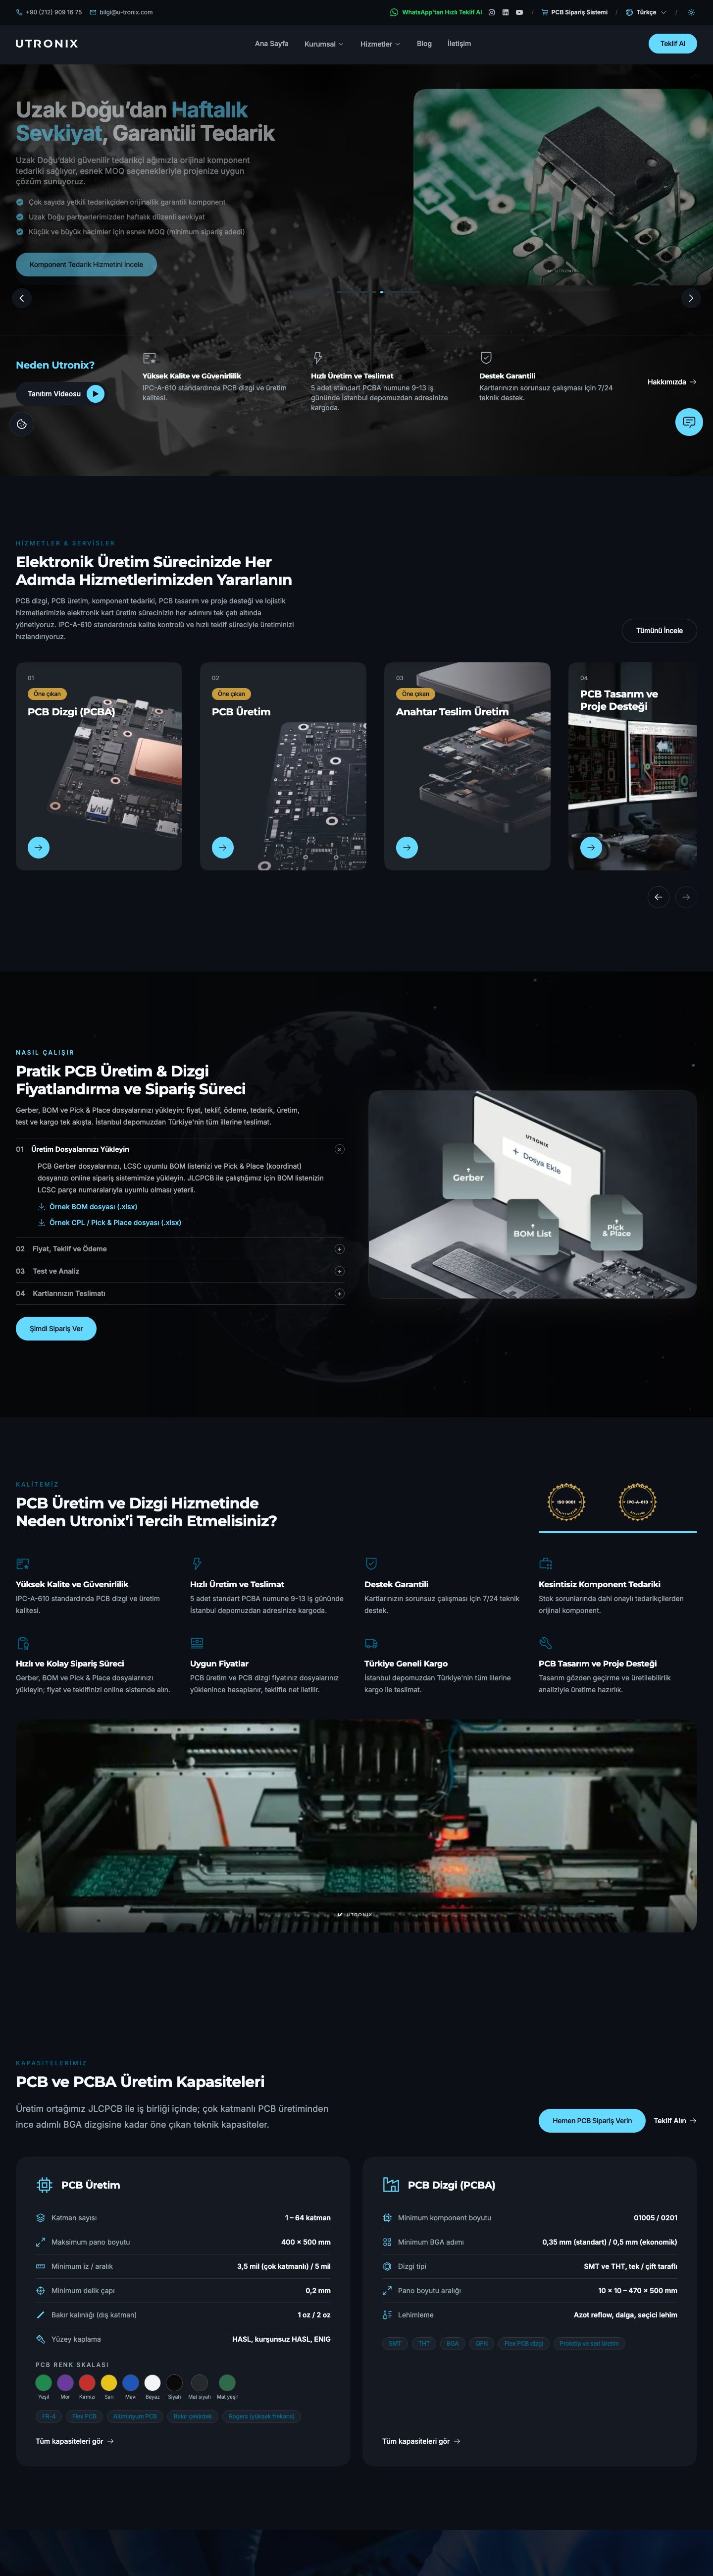 +90 (212) 909 16 75
bilgi@u-tronix.com
WhatsApp'tan Hızlı Teklif Al
PCB Sipariş Sistemi
Türkçe
UTRONIX
Ana Sayfa
Kurumsal
Hizmetler
Blog
İletişim
Teklif Al
Uzak Doğu’dan Haftalık
Sevkiyat, Garantili Tedarik
Uzak Doğu'daki güvenilir tedarikçi ağımızla orijinal komponent
tedariki sağlıyor, esnek MOQ seçenekleriyle projenize uygun
çözüm sunuyoruz.
Çok sayıda yetkili tedarikçiden orijinallik garantili komponent
Uzak Doğu partnerlerimizden haftalık düzenli sevkiyat
Küçük ve büyük hacimler için esnek MOQ (minimum sipariş adedi)
Komponent Tedarik Hizmetini İncele
Neden Utronix?
Tanıtım Videosu
Yüksek Kalite ve Güvenilirlik
IPC-A-610 standardında PCB dizgi ve üretim
kalitesi.
Hızlı Üretim ve Teslimat
5 adet standart PCBA numune 9-13 iş
gününde İstanbul depomuzdan adresinize
kargoda.
Destek Garantili
Kartlarınızın sorunsuz çalışması için 7/24
teknik destek.
Hakkımızda
HİZMETLER & SERVİSLER
Elektronik Üretim Sürecinizde Her
Adımda Hizmetlerimizden Yararlanın
PCB dizgi, PCB üretim, komponent tedariki, PCB tasarım ve proje desteği ve lojistik
hizmetlerimizle elektronik kart üretim sürecinizin her adımını tek çatı altında
yönetiyoruz. IPC-A-610 standardında kalite kontrolü ve hızlı teklif süreciyle üretiminizi
hızlandırıyoruz.
Tümünü İncele
01
Öne çıkan
PCB Dizgi (PCBA)
02
Öne çıkan
PCB Üretim
03
Öne çıkan
Anahtar Teslim Üretim
04
PCB Tasarım ve
Proje Desteği
NASIL ÇALIŞIR
Pratik PCB Üretim & Dizgi
Fiyatlandırma ve Sipariş Süreci
Gerber, BOM ve Pick & Place dosyalarınızı yükleyin; fiyat, teklif, ödeme, tedarik, üretim,
test ve kargo tek akışta. İstanbul depomuzdan Türkiye'nin tüm illerine teslimat.
01 Üretim Dosyalarınızı Yükleyin
PCB Gerber dosyalarınızı, LCSC uyumlu BOM listenizi ve Pick & Place (koordinat)
dosyanızı online sipariş sistemimize yükleyin. JLCPCB ile çalıştığımız için BOM listenizin
LCSC parça numaralarıyla uyumlu olması yeterli.
Örnek BOM dosyası (.xlsx)
Örnek CPL / Pick & Place dosyası (.xlsx)
02 Fiyat, Teklif ve Ödeme
03 Test ve Analiz
04 Kartlarınızın Teslimatı
Şimdi Sipariş Ver
UTRONIX
+ Dosya Ekle
Gerber
BOM List
Pick
& Place
KALİTEMİZ
PCB Üretim ve Dizgi Hizmetinde
Neden Utronix’i Tercih Etmelisiniz?
ISO 9001
IPC-A-610
Yüksek Kalite ve Güvenilirlik
IPC-A-610 standardında PCB dizgi ve üretim
kalitesi.
Hızlı Üretim ve Teslimat
5 adet standart PCBA numune 9-13 iş gününde
İstanbul depomuzdan adresinize kargoda.
Destek Garantili
Kartlarınızın sorunsuz çalışması için 7/24 teknik
destek.
Kesintisiz Komponent Tedariki
Stok sorunlarında dahi onaylı tedarikçilerden
orijinal komponent.
Hızlı ve Kolay Sipariş Süreci
Gerber, BOM ve Pick & Place dosyalarınızı
yükleyin; fiyat ve teklifinizi online sistemde alın.
Uygun Fiyatlar
PCB üretim ve PCB dizgi fiyatınız dosyalarınız
yüklenince hesaplanır, teklifle net iletilir.
Türkiye Geneli Kargo
İstanbul depomuzdan Türkiye'nin tüm illerine
kargo ile teslimat.
PCB Tasarım ve Proje Desteği
Tasarım gözden geçirme ve üretilebilirlik
analiziyle üretime hazırlık.
UTRONIX
KAPASİTELERİMİZ
PCB ve PCBA Üretim Kapasiteleri
Üretim ortağımız JLCPCB ile iş birliği içinde; çok katmanlı PCB üretiminden
ince adımlı BGA dizgisine kadar öne çıkan teknik kapasiteler.
Hemen PCB Sipariş Verin
Teklif Alın
PCB Üretim
Katman sayısı 1 – 64 katman
Maksimum pano boyutu 400 × 500 mm
Minimum iz / aralık 3,5 mil (çok katmanlı) / 5 mil
Minimum delik çapı 0,2 mm
Bakır kalınlığı (dış katman) 1 oz / 2 oz
Yüzey kaplama HASL, kurşunsuz HASL, ENIG
PCB RENK SKALASI
Yeşil Mor Kırmızı Sarı Mavi Beyaz Siyah Mat siyah Mat yeşil
FR-4 Flex PCB Alüminyum PCB Bakır çekirdek Rogers (yüksek frekans)
Tüm kapasiteleri gör
PCB Dizgi (PCBA)
Minimum komponent boyutu 01005 / 0201
Minimum BGA adımı 0,35 mm (standart) / 0,5 mm (ekonomik)
Dizgi tipi SMT ve THT, tek / çift taraflı
Pano boyutu aralığı 10 × 10 – 470 × 500 mm
Lehimleme Azot reflow, dalga, seçici lehim
SMT THT BGA QFN Flex PCB dizgi Prototip ve seri üretim
Tüm kapasiteleri gör